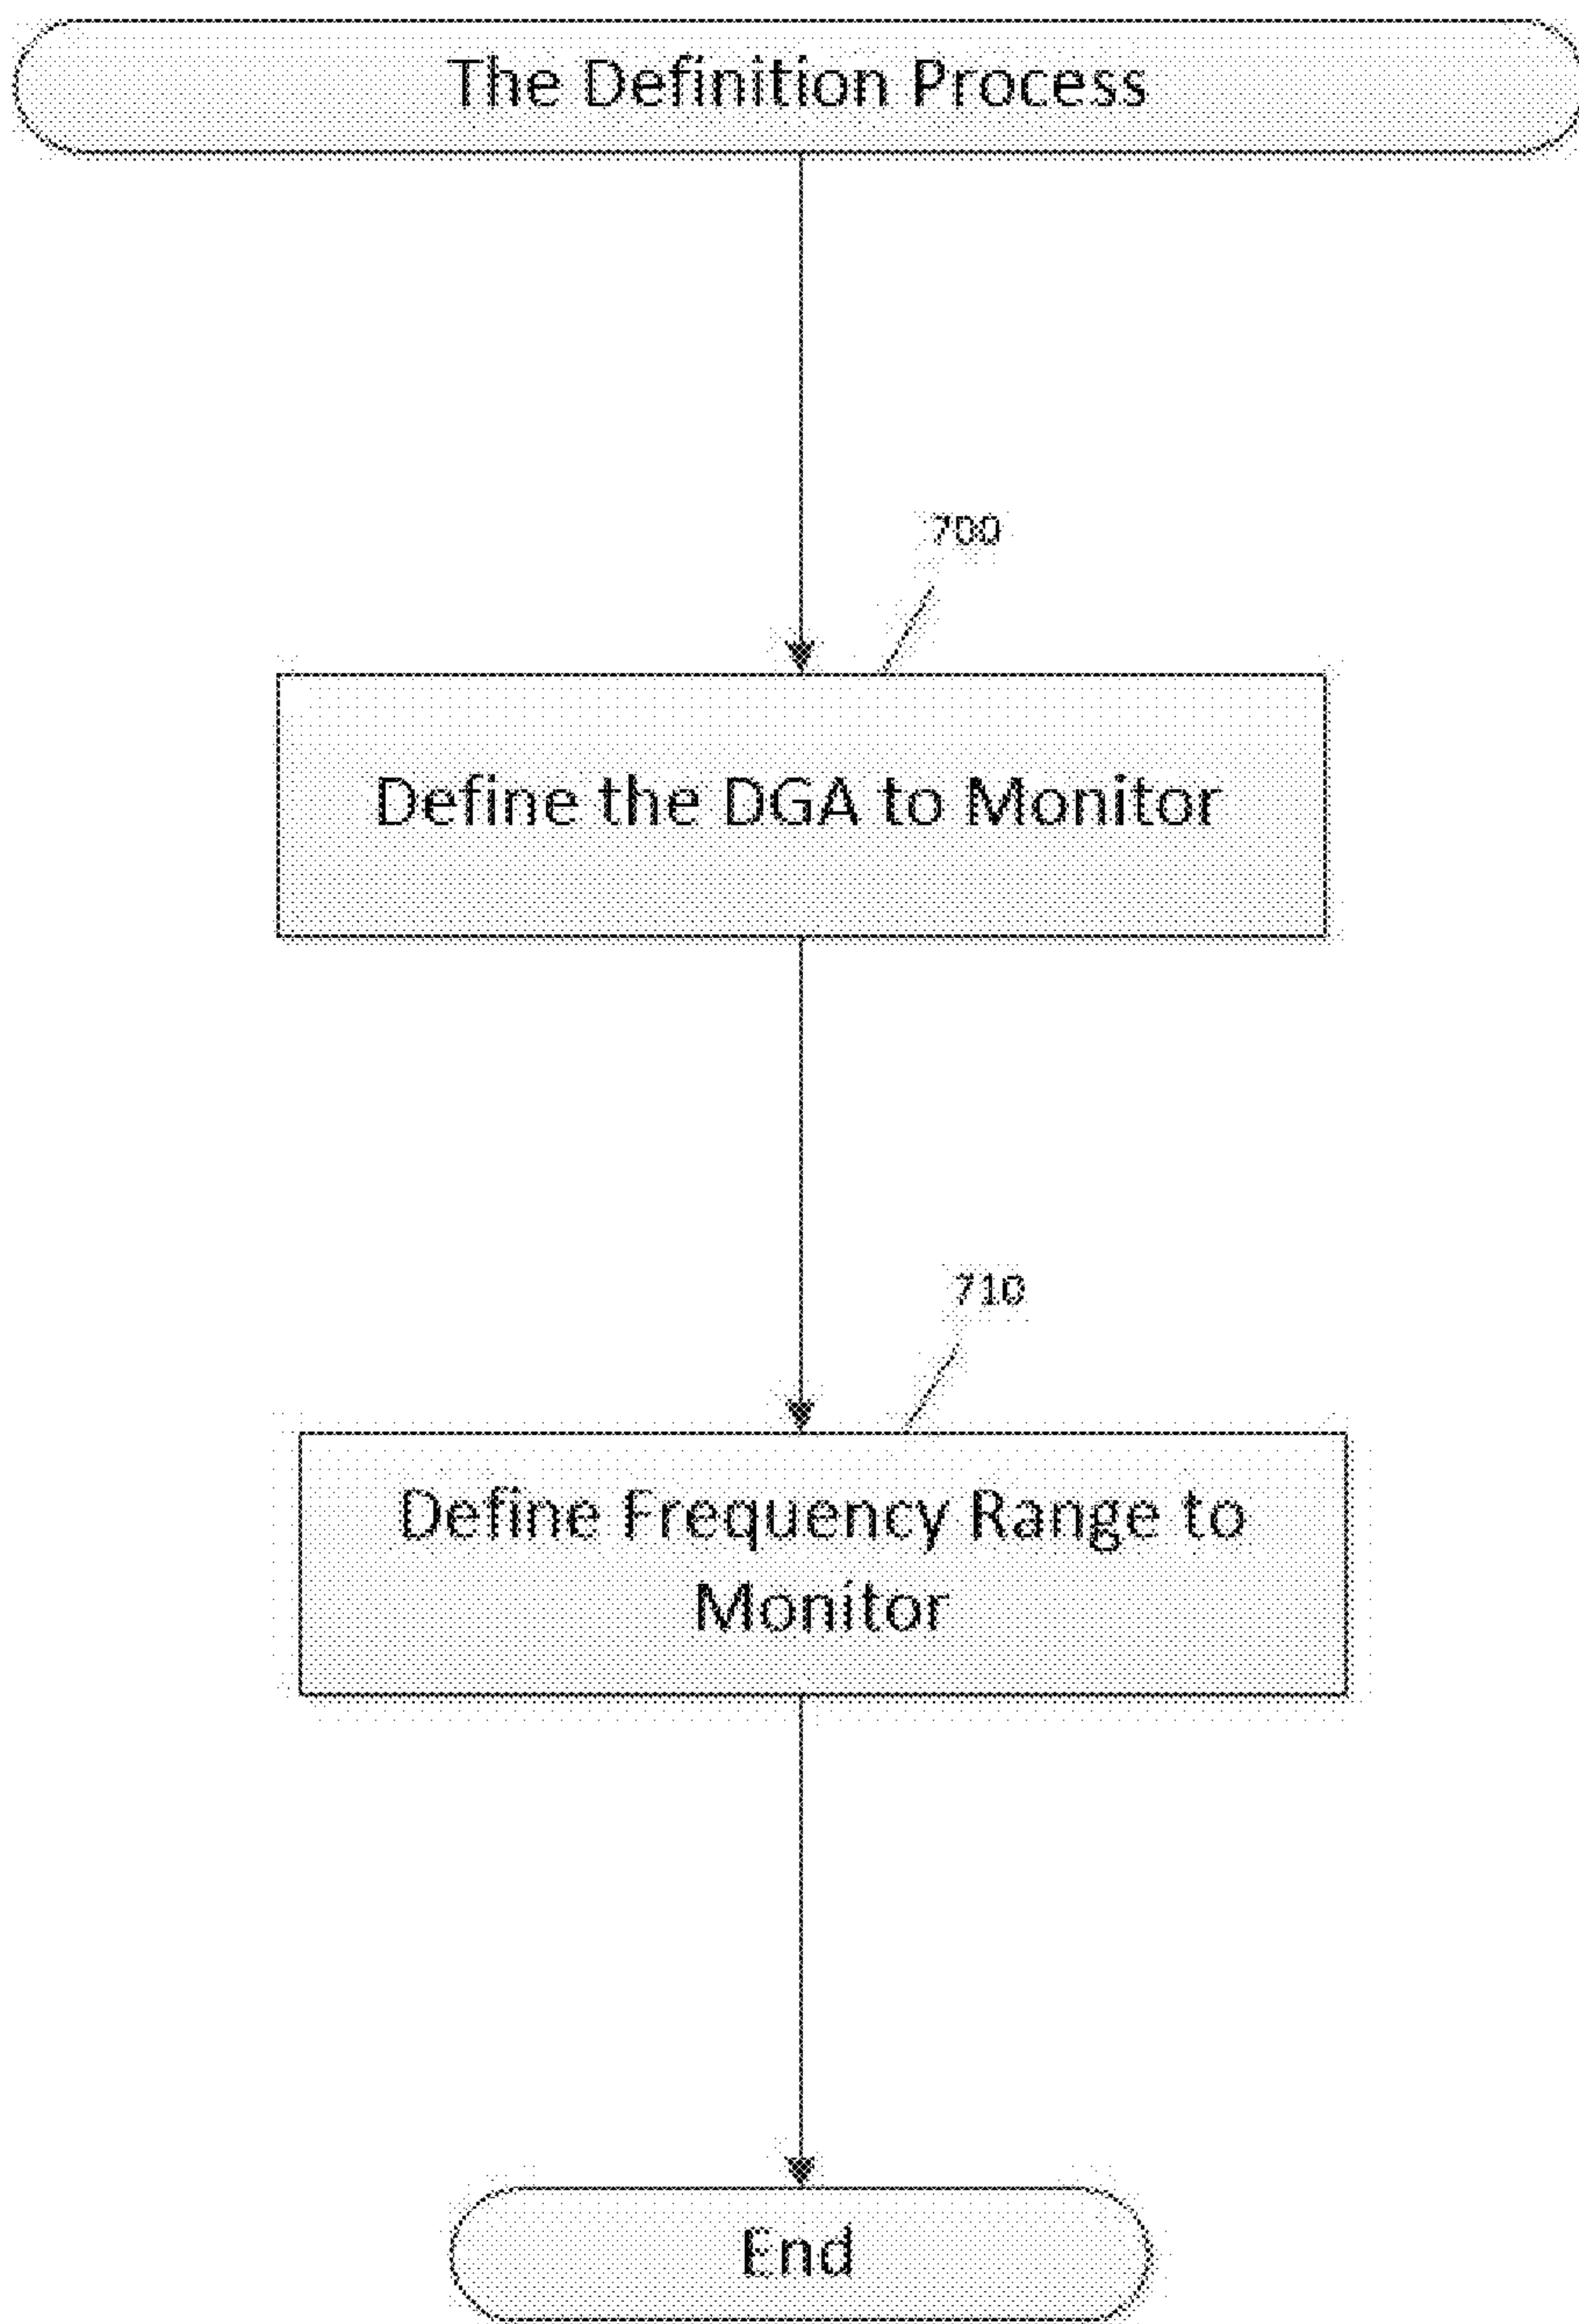 The Definition Process
700
Define the DGA to Monitor
710
Define Frequency Range to
Monitor
End